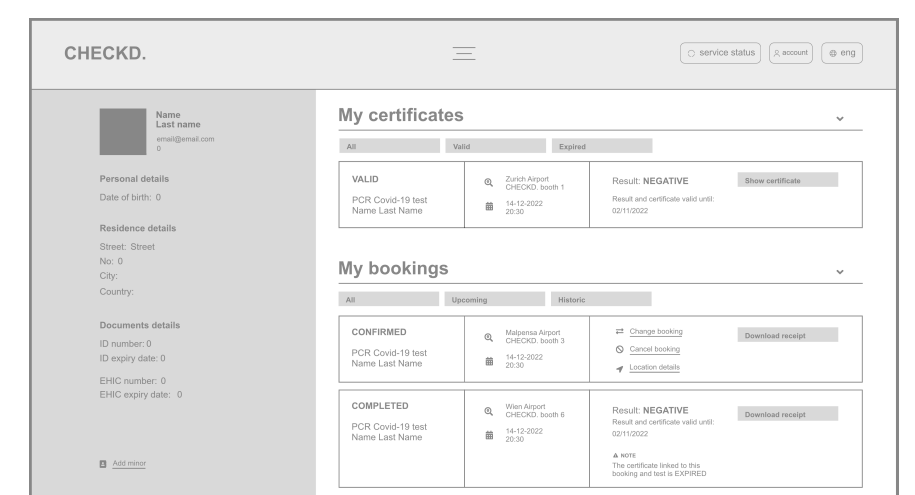 CHECKD.
service status
account
eng
Name
Last name
email@email.com
0
Personal details
Date of birth: 0
Residence details
Street: Street
No: 0
City:
Country:
Documents details
ID number: 0
ID expiry date: 0
EHIC number: 0
EHIC expiry date: 0
Add minor
My certificates
All
Valid
Expired
VALID
PCR Covid-19 test
Name Last Name
Zurich Airport
CHECKD. booth 1
14-12-2022
20:30
Result: NEGATIVE
Result and certificate valid until:
02/11/2022
Show certificate
My bookings
All
Upcoming
Historic
CONFIRMED
PCR Covid-19 test
Name Last Name
Malpensa Airport
CHECKD. booth 3
14-12-2022
20:30
Change booking
Cancel booking
Location details
Download receipt
COMPLETED
PCR Covid-19 test
Name Last Name
Wien Airport
CHECKD. booth 6
14-12-2022
20:30
Result: NEGATIVE
Result and certificate valid until:
02/11/2022
NOTE
The certificate linked to this
booking and test is EXPIRED
Download receipt